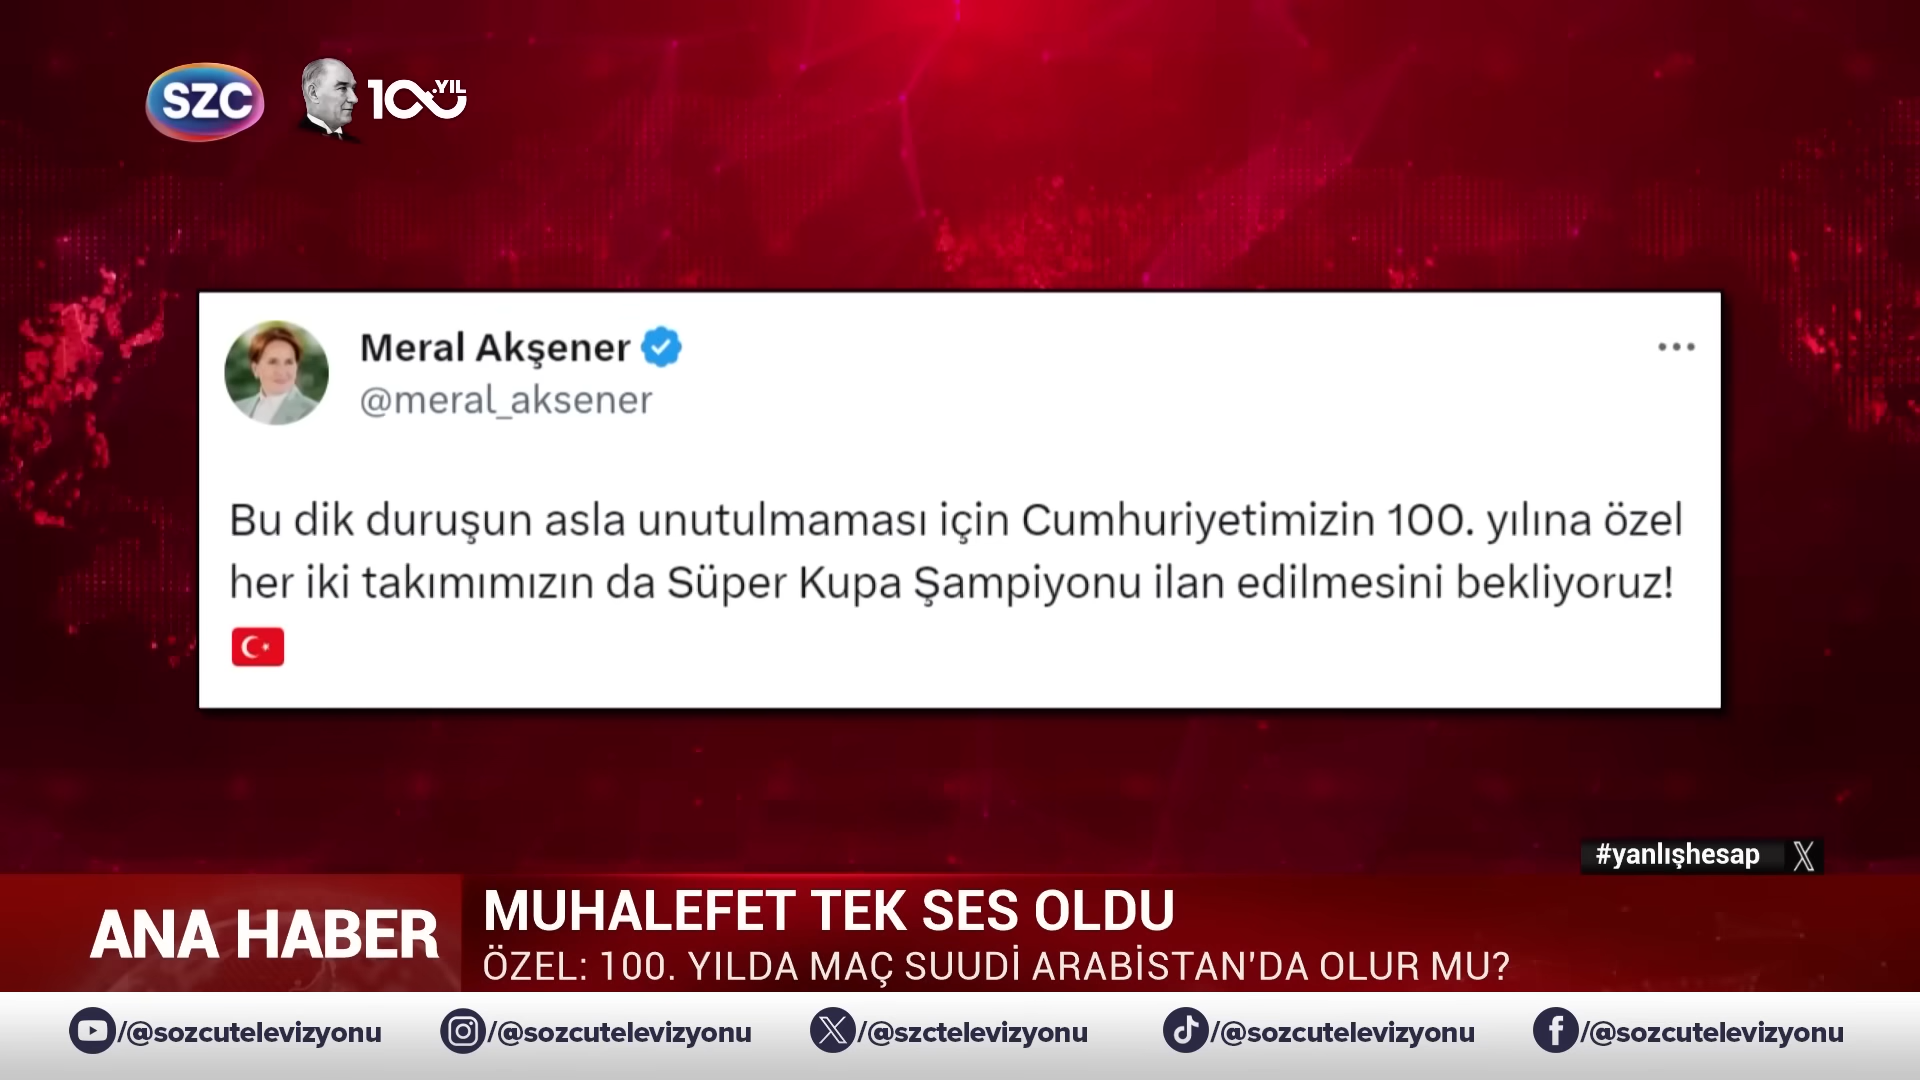 SZC
100.YIL
Meral Akşener
@meral_aksener
Bu dik duruşun asla unutulmaması için Cumhuriyetimizin 100. yılına özel
her iki takımımızın da Süper Kupa Şampiyonu ilan edilmesini bekliyoruz!
#yanlışhesap
ANA HABER
MUHALEFET TEK SES OLDU
ÖZEL: 100. YILDA MAÇ SUUDİ ARABİSTAN'DA OLUR MU?
/@sozcutelevizyonu /@sozcutelevizyonu /@szctelevizyonu /@sozcutelevizyonu /@sozcutelevizyonu